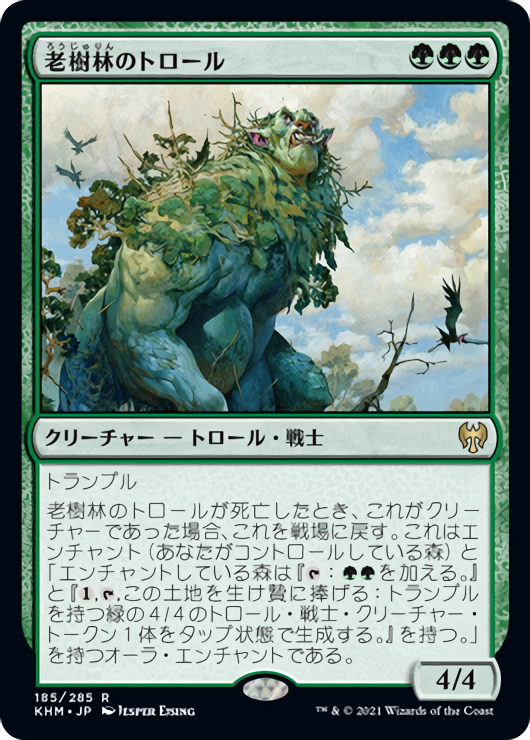 ろうじゅりん
老樹林のトロール
クリーチャー — トロール・戦士
トランプル
老樹林のトロールが死亡したとき、これがクリー
チャーであった場合、これを戦場に戻す。これはエ
ンチャント（あなたがコントロールしている森）と
「エンチャントしている森は『：を加える。』
と『1,,この土地を生け贄に捧げる：トランプル
を持つ緑の4/4のトロール・戦士・クリーチャー・
トークン1体をタップ状態で生成する。』を持つ。」
を持つオーラ・エンチャントである。
4/4
185/285 R
KHM・JP Jesper Ejsing
™ & © 2021 Wizards of the Coast